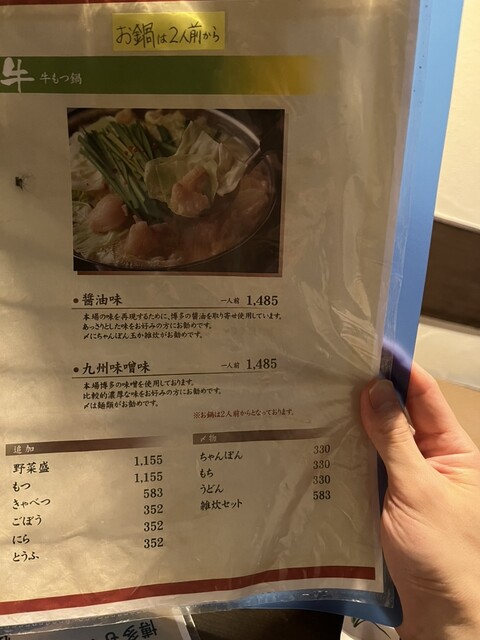 お鍋は2人前から
牛 牛もつ鍋
●醤油味 一人前 1,485
本場の味を再現するために、博多の醤油を取り寄せ使用しています。
あっさりとした味をお好みの方にお勧めです。
〆にちゃんぽん玉か雑炊がお勧めです。
●九州味噌味 一人前 1,485
本場博多の味噌を使用しております。
比較的濃厚な味をお好みの方にお勧めです。
〆は麺類がお勧めです。
※お鍋は2人前からとなっております。
追加
野菜盛 1,155
もつ 1,155
きゃべつ 583
ごぼう 352
にら 352
とうふ 352
〆物
ちゃんぽん 330
もち 330
うどん 330
雑炊セット 583
博多も